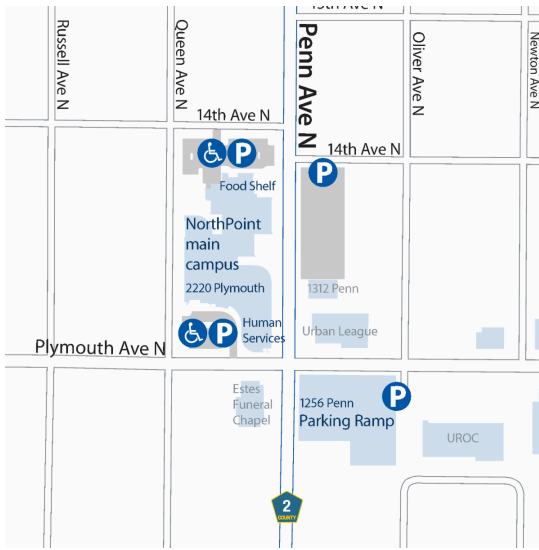 15th Ave N
Russell Ave N
Queen Ave N
Penn Ave N
Oliver Ave N
Newton Ave N
14th Ave N
14th Ave N
P
P
Food Shelf
NorthPoint
main
campus
2220 Plymouth
1312 Penn
P
Human
Services
Urban League
Plymouth Ave N
Estes
Funeral
Chapel
P
1256 Penn
Parking Ramp
UROC
2
COUNTY